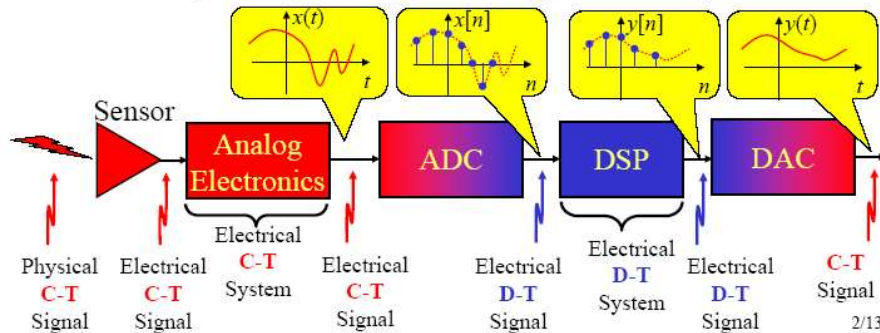 x(t)
t
x[n]
n
y[n]
n
y(t)
t
Sensor
Analog
Electronics
ADC
DSP
DAC
Physical
C-T
Signal
Electrical
C-T
Signal
Electrical
C-T
System
Electrical
C-T
Signal
Electrical
D-T
Signal
Electrical
D-T
System
Electrical
D-T
Signal
C-T
Signal
2/13